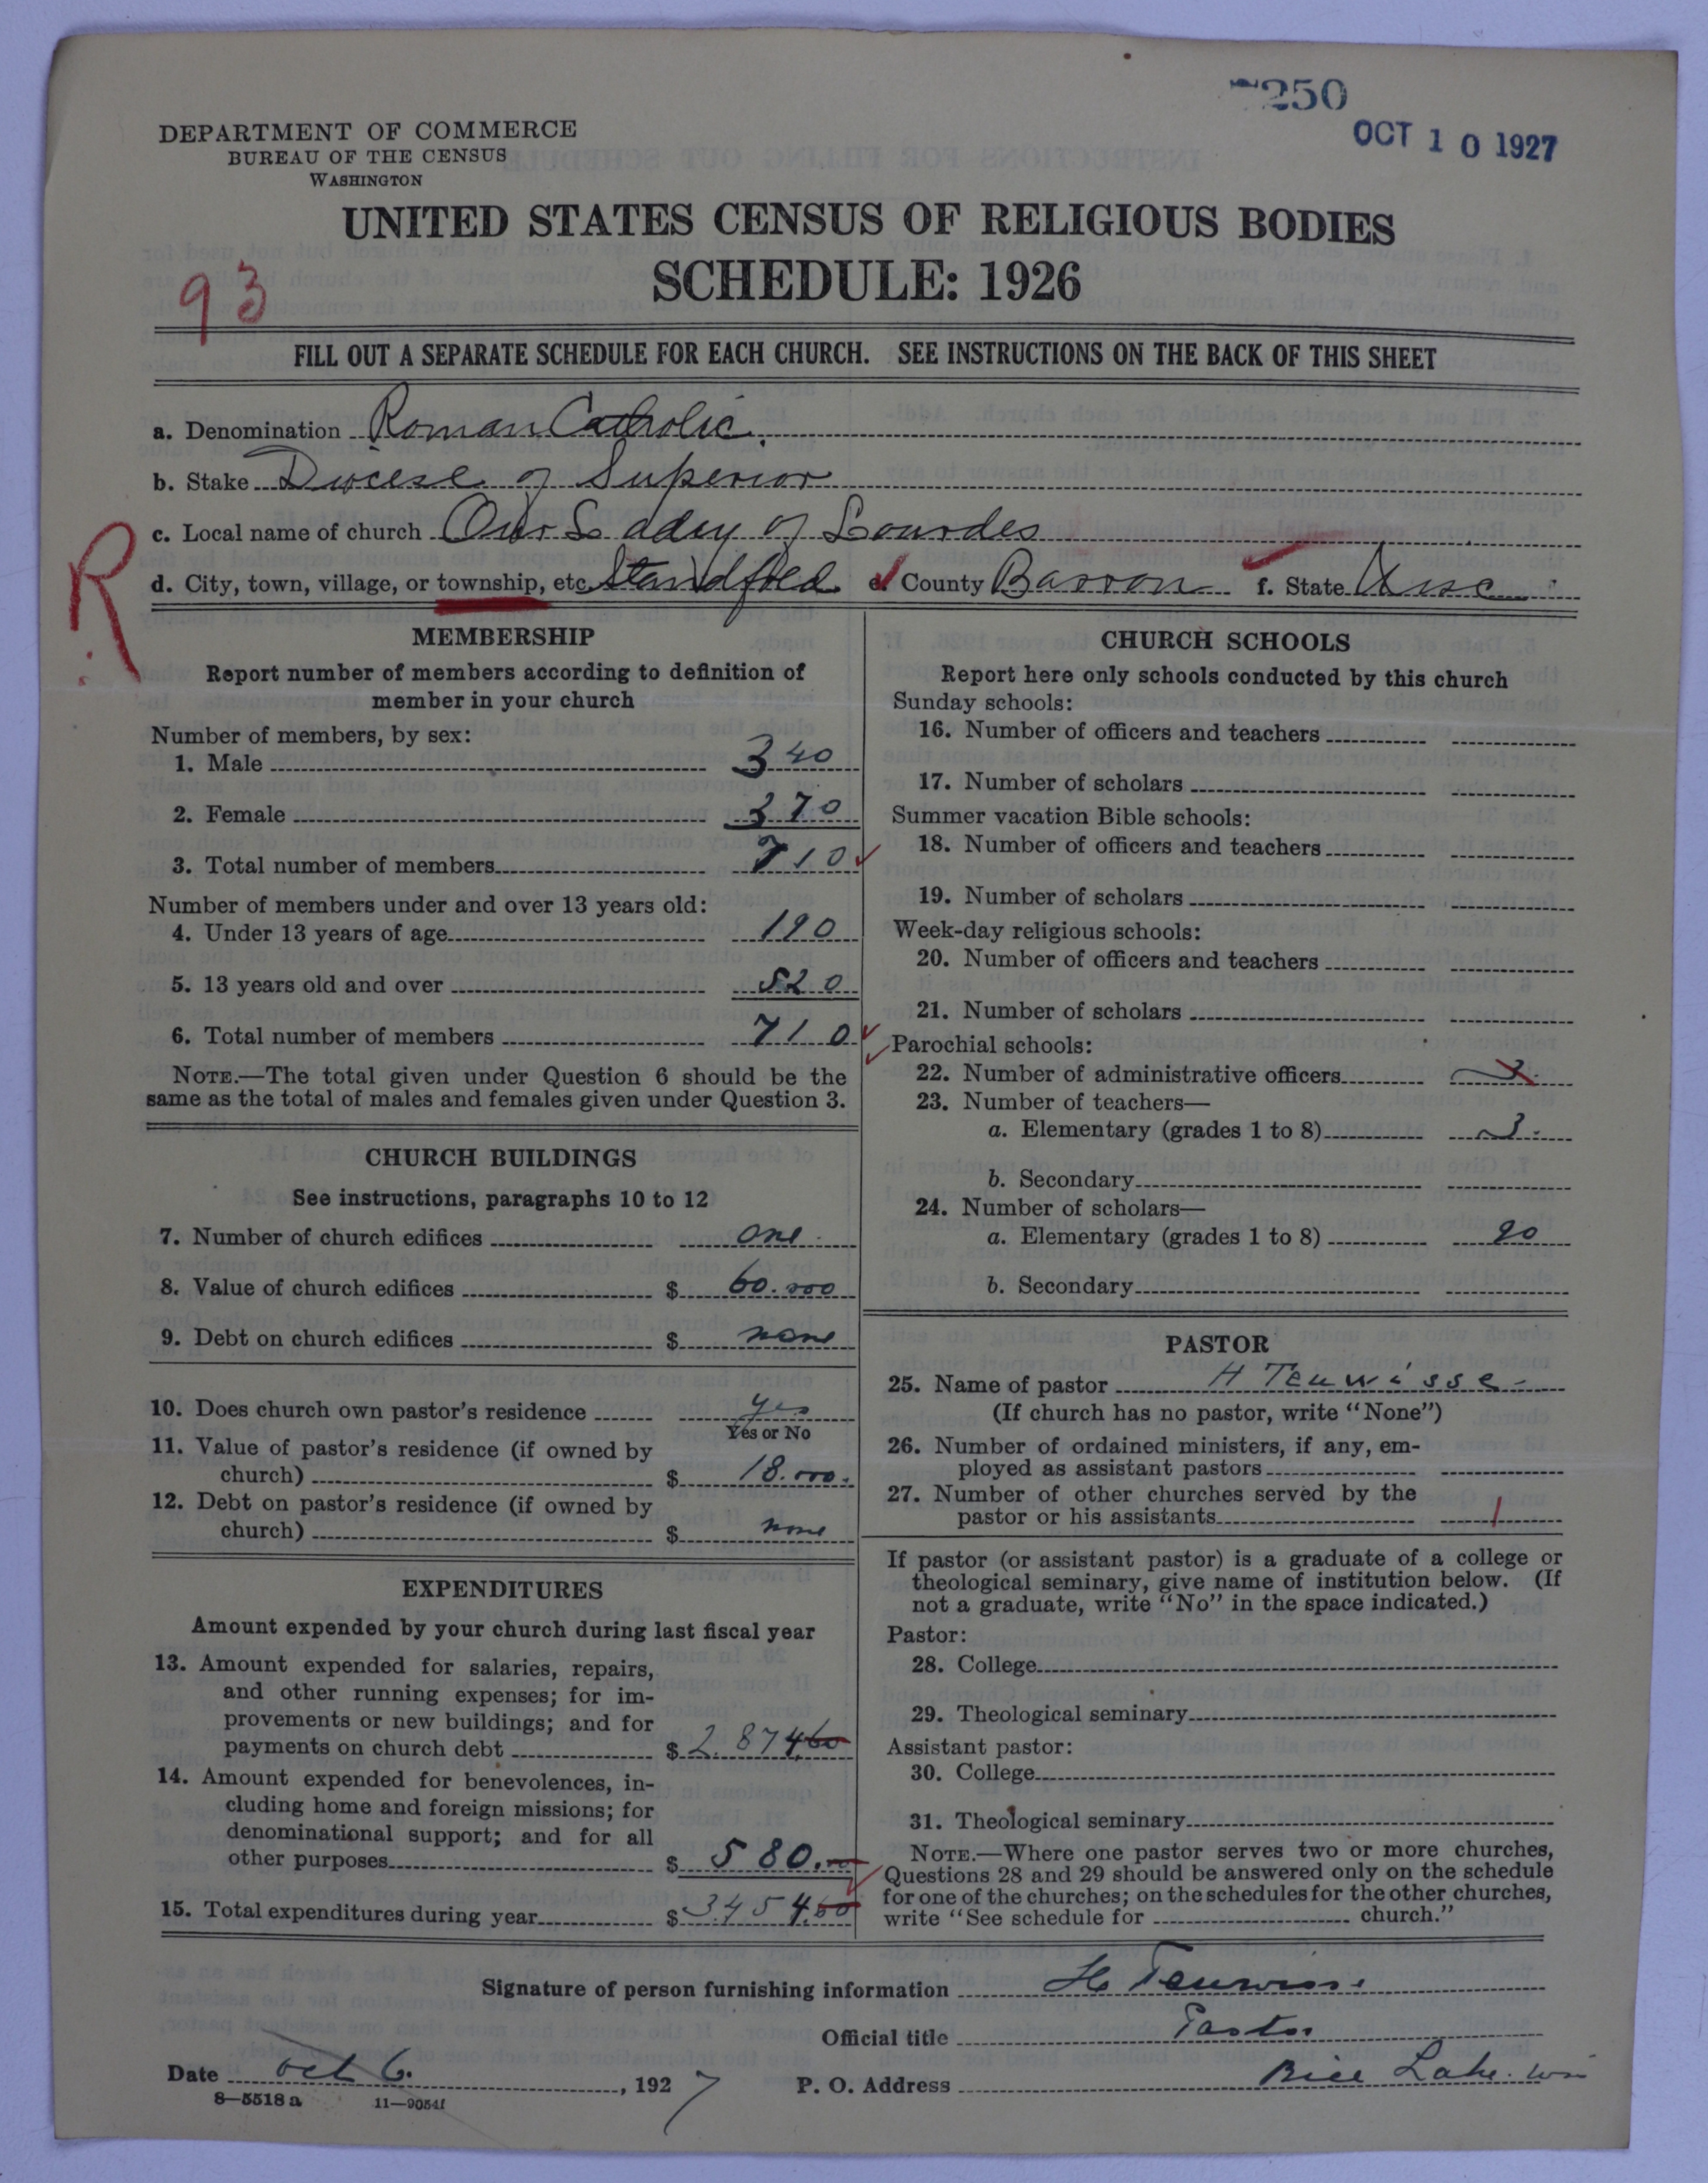 7250
OCT 10 1927
DEPARTMENT OF COMMERCE
BUREAU OF THE CENSUS
WASHINGTON
UNITED STATES CENSUS OF RELIGIOUS BODIES
SCHEDULE: 1926
93
FILL OUT A SEPARATE SCHEDULE FOR EACH CHURCH. SEE INSTRUCTIONS ON THE BACK OF THIS SHEET
a. Denomination Roman Catholic.
b. Stake Diocese of Superior
c. Local name of church Our Lady of Lourdes
R
d. City, town, village, or township, etc. Standfold e. County Barron f. State Wisc
MEMBERSHIP
Report number of members according to definition of
member in your church
Number of members, by sex:
1. Male 340
2. Female 370
3. Total number of members 710
Number of members under and over 13 years old:
4. Under 13 years of age 190
5. 13 years old and over 520
6. Total number of members 710
NOTE.—The total given under Question 6 should be the
same as the total of males and females given under Question 3.
CHURCH BUILDINGS
See instructions, paragraphs 10 to 12
7. Number of church edifices one
8. Value of church edifices $ 60.000
9. Debt on church edifices $ none
10. Does church own pastor's residence yes
Yes or No
11. Value of pastor's residence (if owned by
church) $ 18.000.
12. Debt on pastor's residence (if owned by
church) $ none
EXPENDITURES
Amount expended by your church during last fiscal year
13. Amount expended for salaries, repairs,
and other running expenses; for im-
provements or new buildings; and for
payments on church debt $ 2.874.60
14. Amount expended for benevolences, in-
cluding home and foreign missions; for
denominational support; and for all
other purposes $ 580.
15. Total expenditures during year $ 3454.60
CHURCH SCHOOLS
Report here only schools conducted by this church
Sunday schools:
16. Number of officers and teachers
17. Number of scholars
Summer vacation Bible schools:
18. Number of officers and teachers
19. Number of scholars
Week-day religious schools:
20. Number of officers and teachers
21. Number of scholars
Parochial schools:
22. Number of administrative officers 3.
23. Number of teachers—
a. Elementary (grades 1 to 8) 3.
b. Secondary
24. Number of scholars—
a. Elementary (grades 1 to 8) 90
b. Secondary
PASTOR
25. Name of pastor H Teuwisse
(If church has no pastor, write "None")
26. Number of ordained ministers, if any, em-
ployed as assistant pastors
27. Number of other churches served by the
pastor or his assistants 1
If pastor (or assistant pastor) is a graduate of a college or
theological seminary, give name of institution below. (If
not a graduate, write "No" in the space indicated.)
Pastor:
28. College
29. Theological seminary
Assistant pastor:
30. College
31. Theological seminary
NOTE.—Where one pastor serves two or more churches,
Questions 28 and 29 should be answered only on the schedule
for one of the churches; on the schedules for the other churches,
write "See schedule for church."
Signature of person furnishing information H Teuwisse
Official title Pastor
Date Oct 6. , 1927 P. O. Address Rice Lake. Wis
8—5518 a 11—9054f